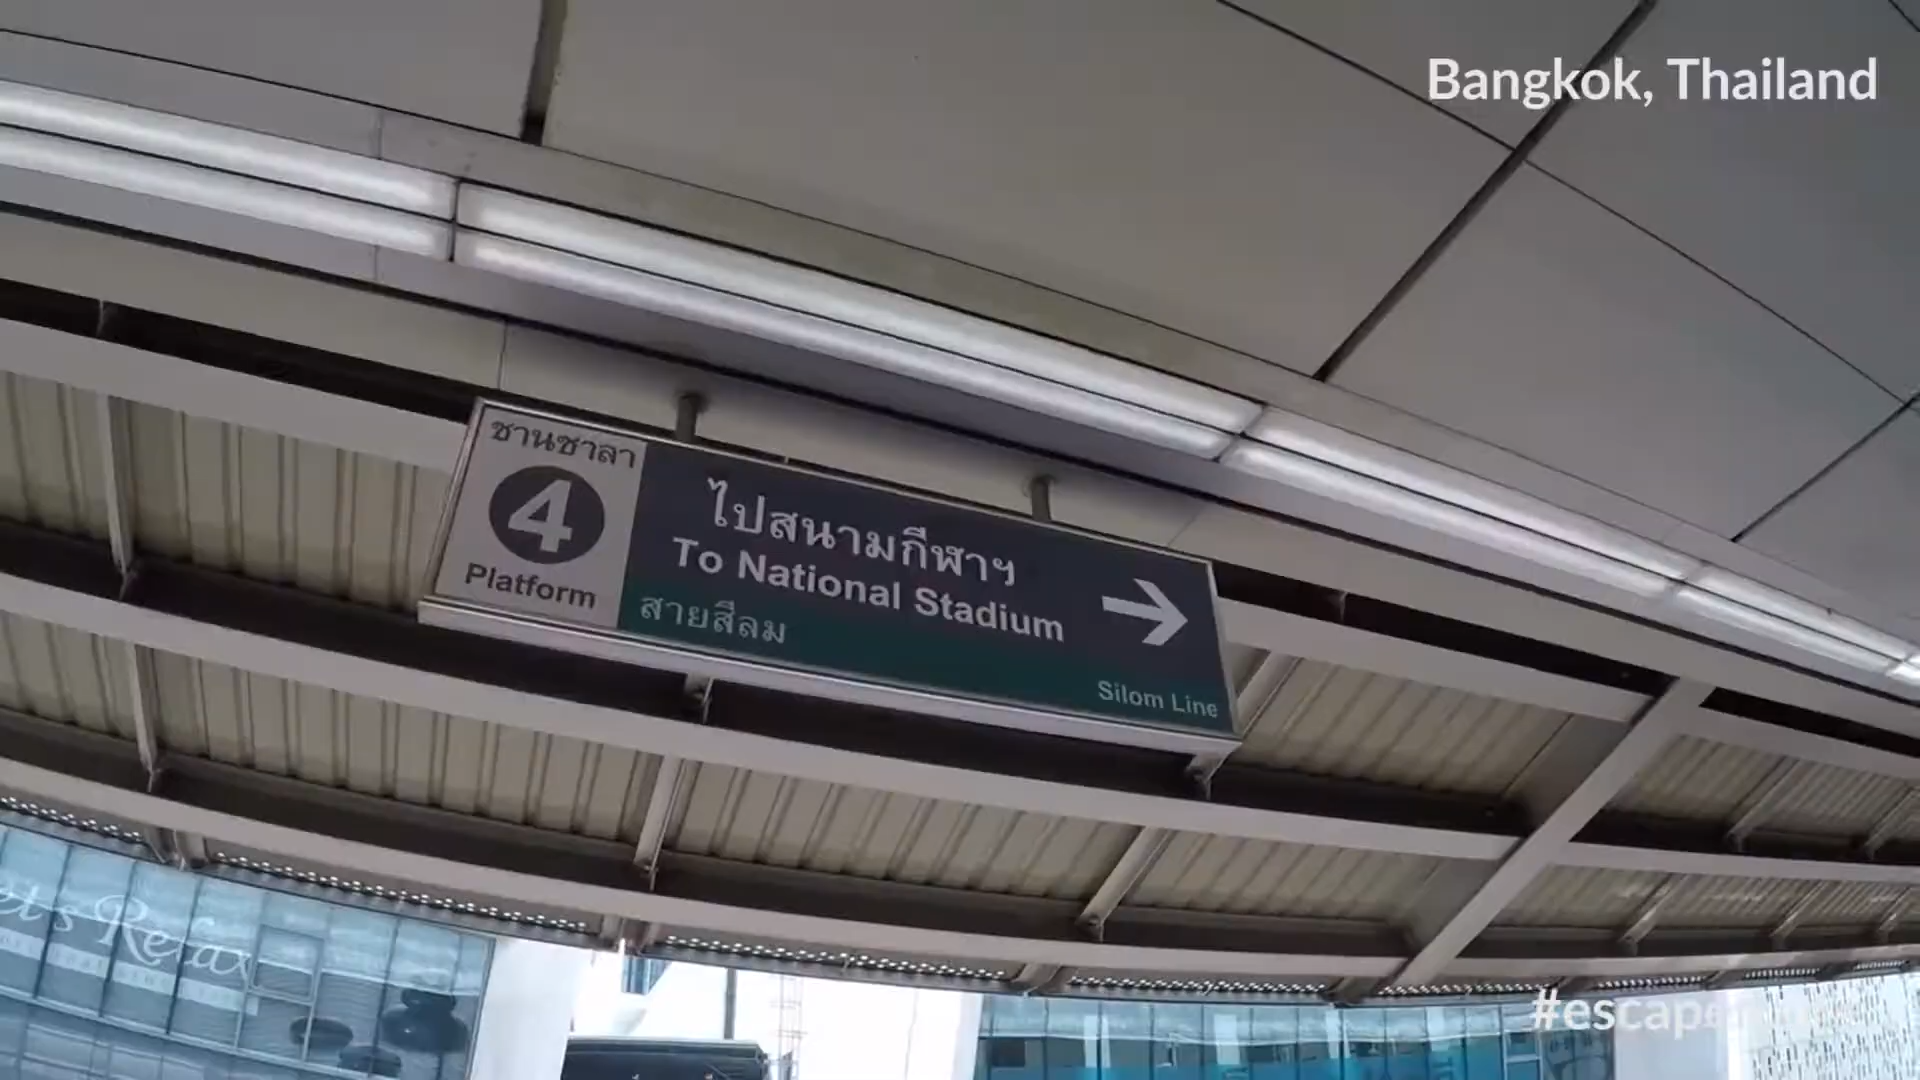 Bangkok, Thailand
ชานชาลา
4
Platform
ไปสนามกีฬาฯ
To National Stadium
สายสีลม
Silom Line
Relax